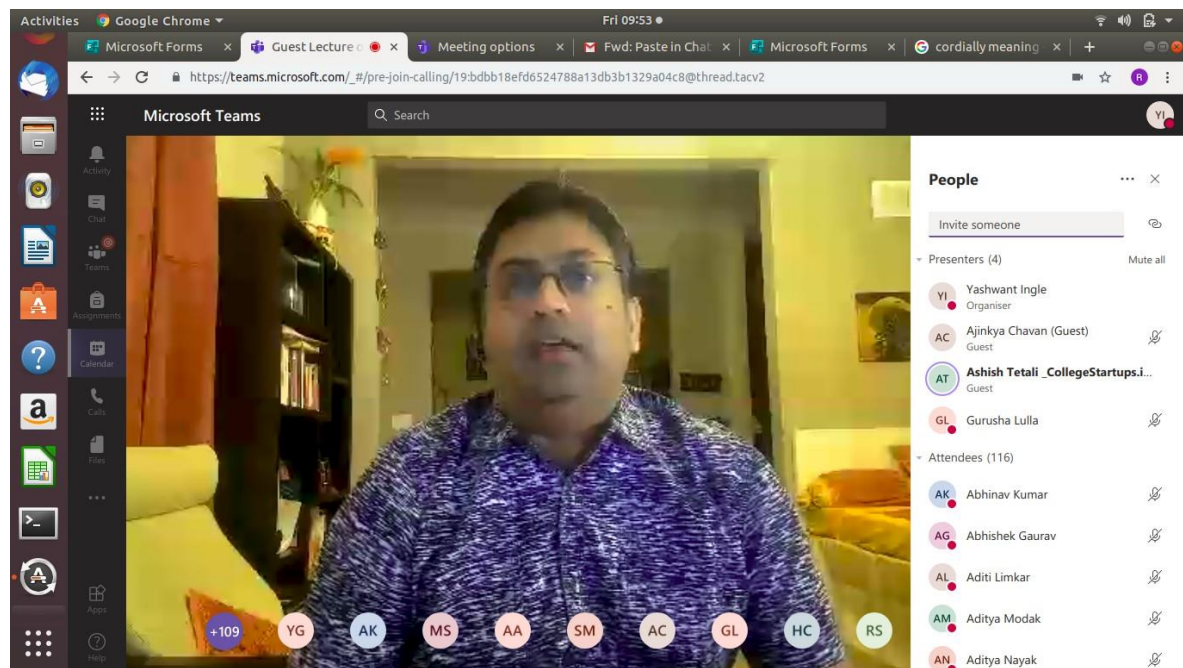 Activities
Google Chrome
Fri 09:53
Microsoft Forms
Guest Lecture o
Meeting options
Fwd: Paste in Chat
Microsoft Forms
cordially meaning
https://teams.microsoft.com/_#/pre-join-calling/19:bdbb18efd6524788a13db3b1329a04c8@thread.tacv2
R
Microsoft Teams
Search
YI
Activity
Chat
Teams
Assignments
Calendar
Calls
Files
Apps
Help
+109
YG
AK
MS
AA
SM
AC
GL
HC
RS
People
Invite someone
Presenters (4)
Mute all
YI
Yashwant Ingle
Organiser
AC
Ajinkya Chavan (Guest)
Guest
AT
Ashish Tetali _CollegeStartups.i...
Guest
GL
Gurusha Lulla
Attendees (116)
AK
Abhinav Kumar
AG
Abhishek Gaurav
AL
Aditi Limkar
AM
Aditya Modak
AN
Aditya Nayak